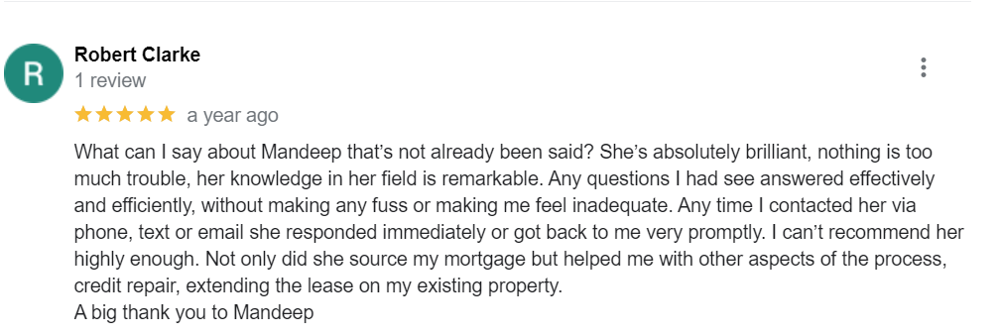 R
Robert Clarke
1 review
a year ago
What can I say about Mandeep that’s not already been said? She’s absolutely brilliant, nothing is too
much trouble, her knowledge in her field is remarkable. Any questions I had see answered effectively
and efficiently, without making any fuss or making me feel inadequate. Any time I contacted her via
phone, text or email she responded immediately or got back to me very promptly. I can’t recommend her
highly enough. Not only did she source my mortgage but helped me with other aspects of the process,
credit repair, extending the lease on my existing property.
A big thank you to Mandeep